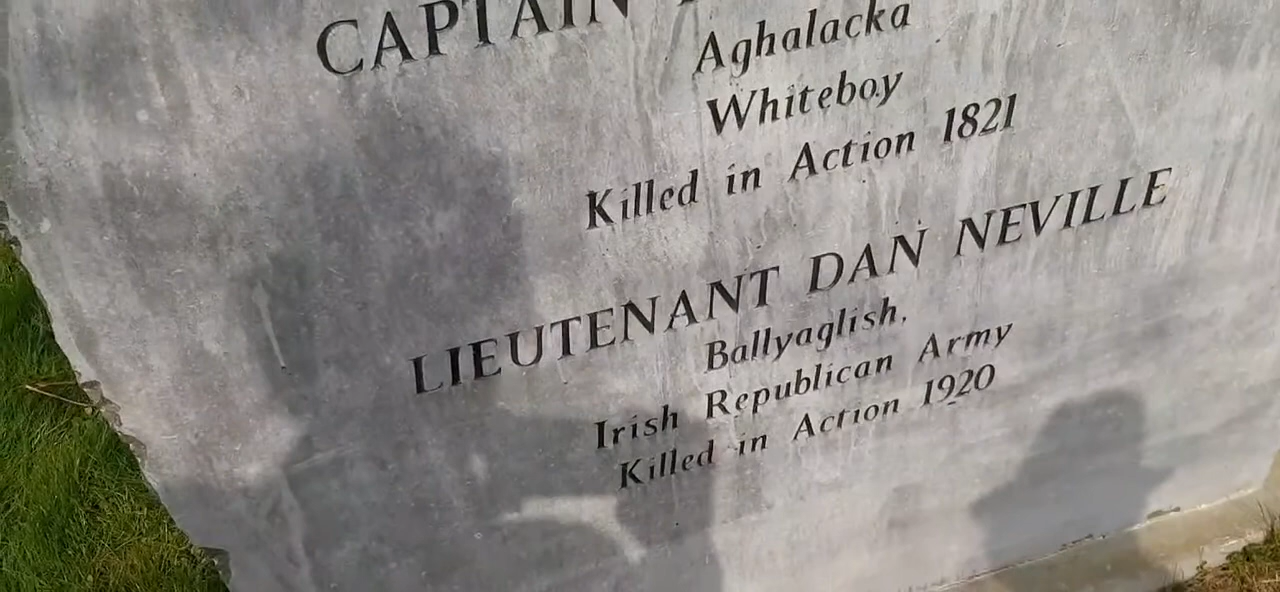 CAPTAIN
Aghalacka
Whiteboy
Killed in Action 1821
LIEUTENANT DAN NEVILLE
Ballyaglish,
Irish Republican Army
Killed in Action 1920